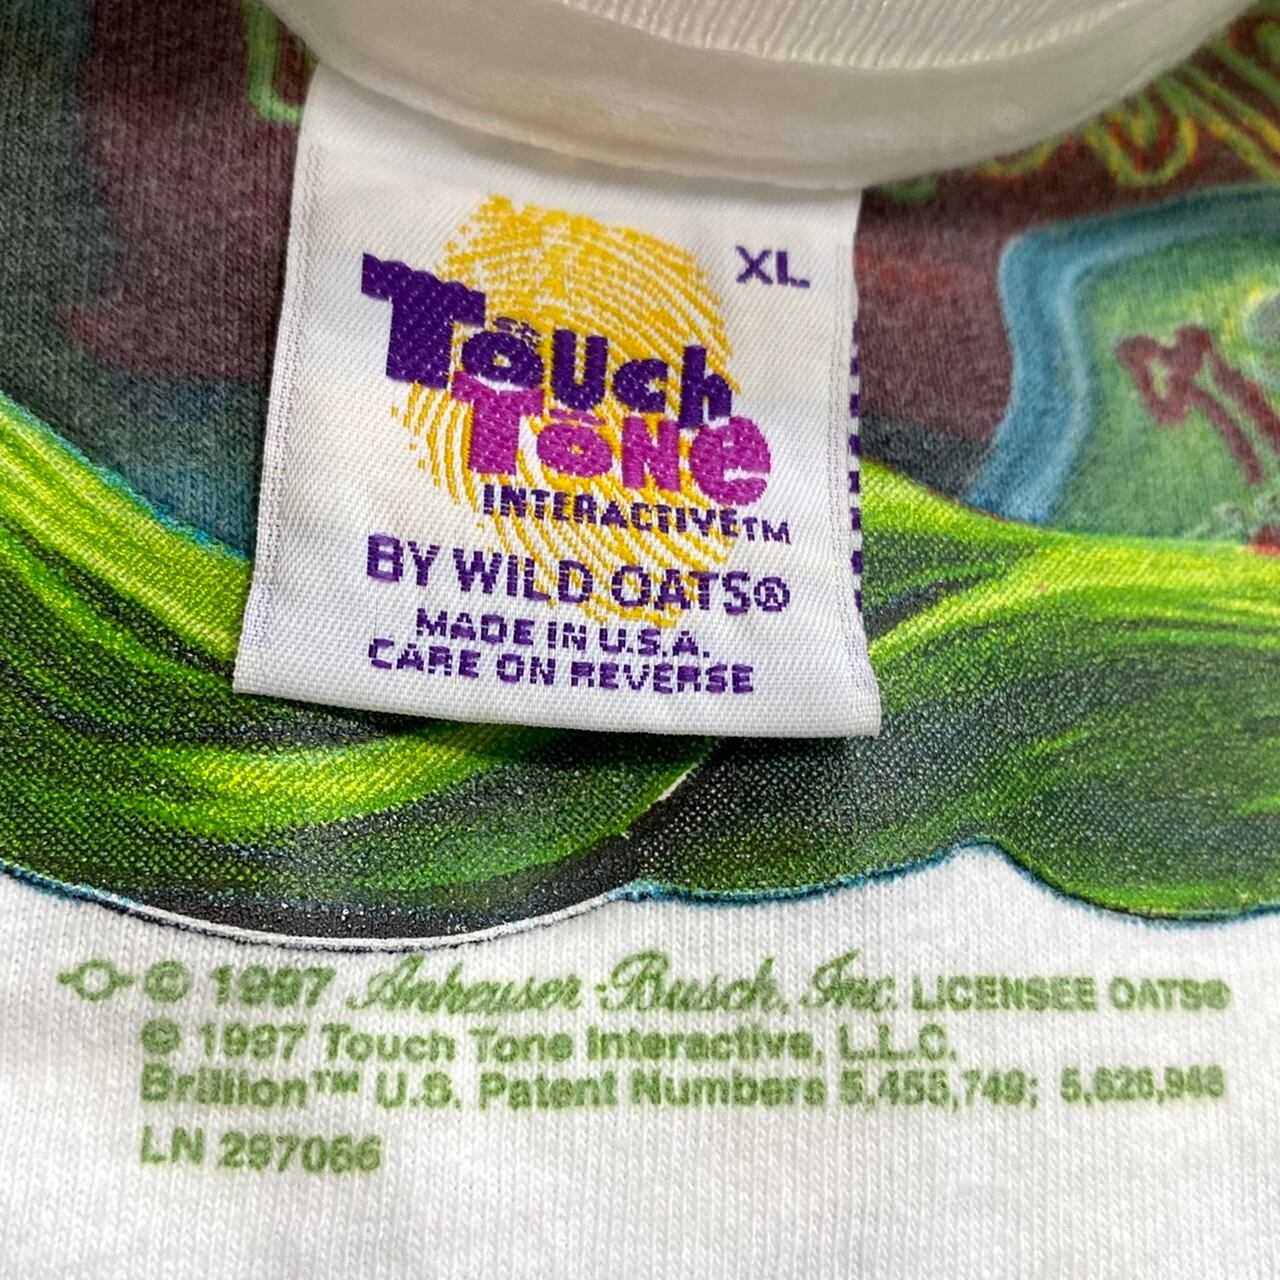 XL
Touch
Tone
INTERACTIVE™
BY WILD OATS®
MADE IN U.S.A.
CARE ON REVERSE
© 1997 Anheuser-Busch, Inc. LICENSEE OATS®
© 1997 Touch Tone Interactive, L.L.C.
Brillion™ U.S. Patent Numbers 5,455,749; 5,626,948
LN 297066